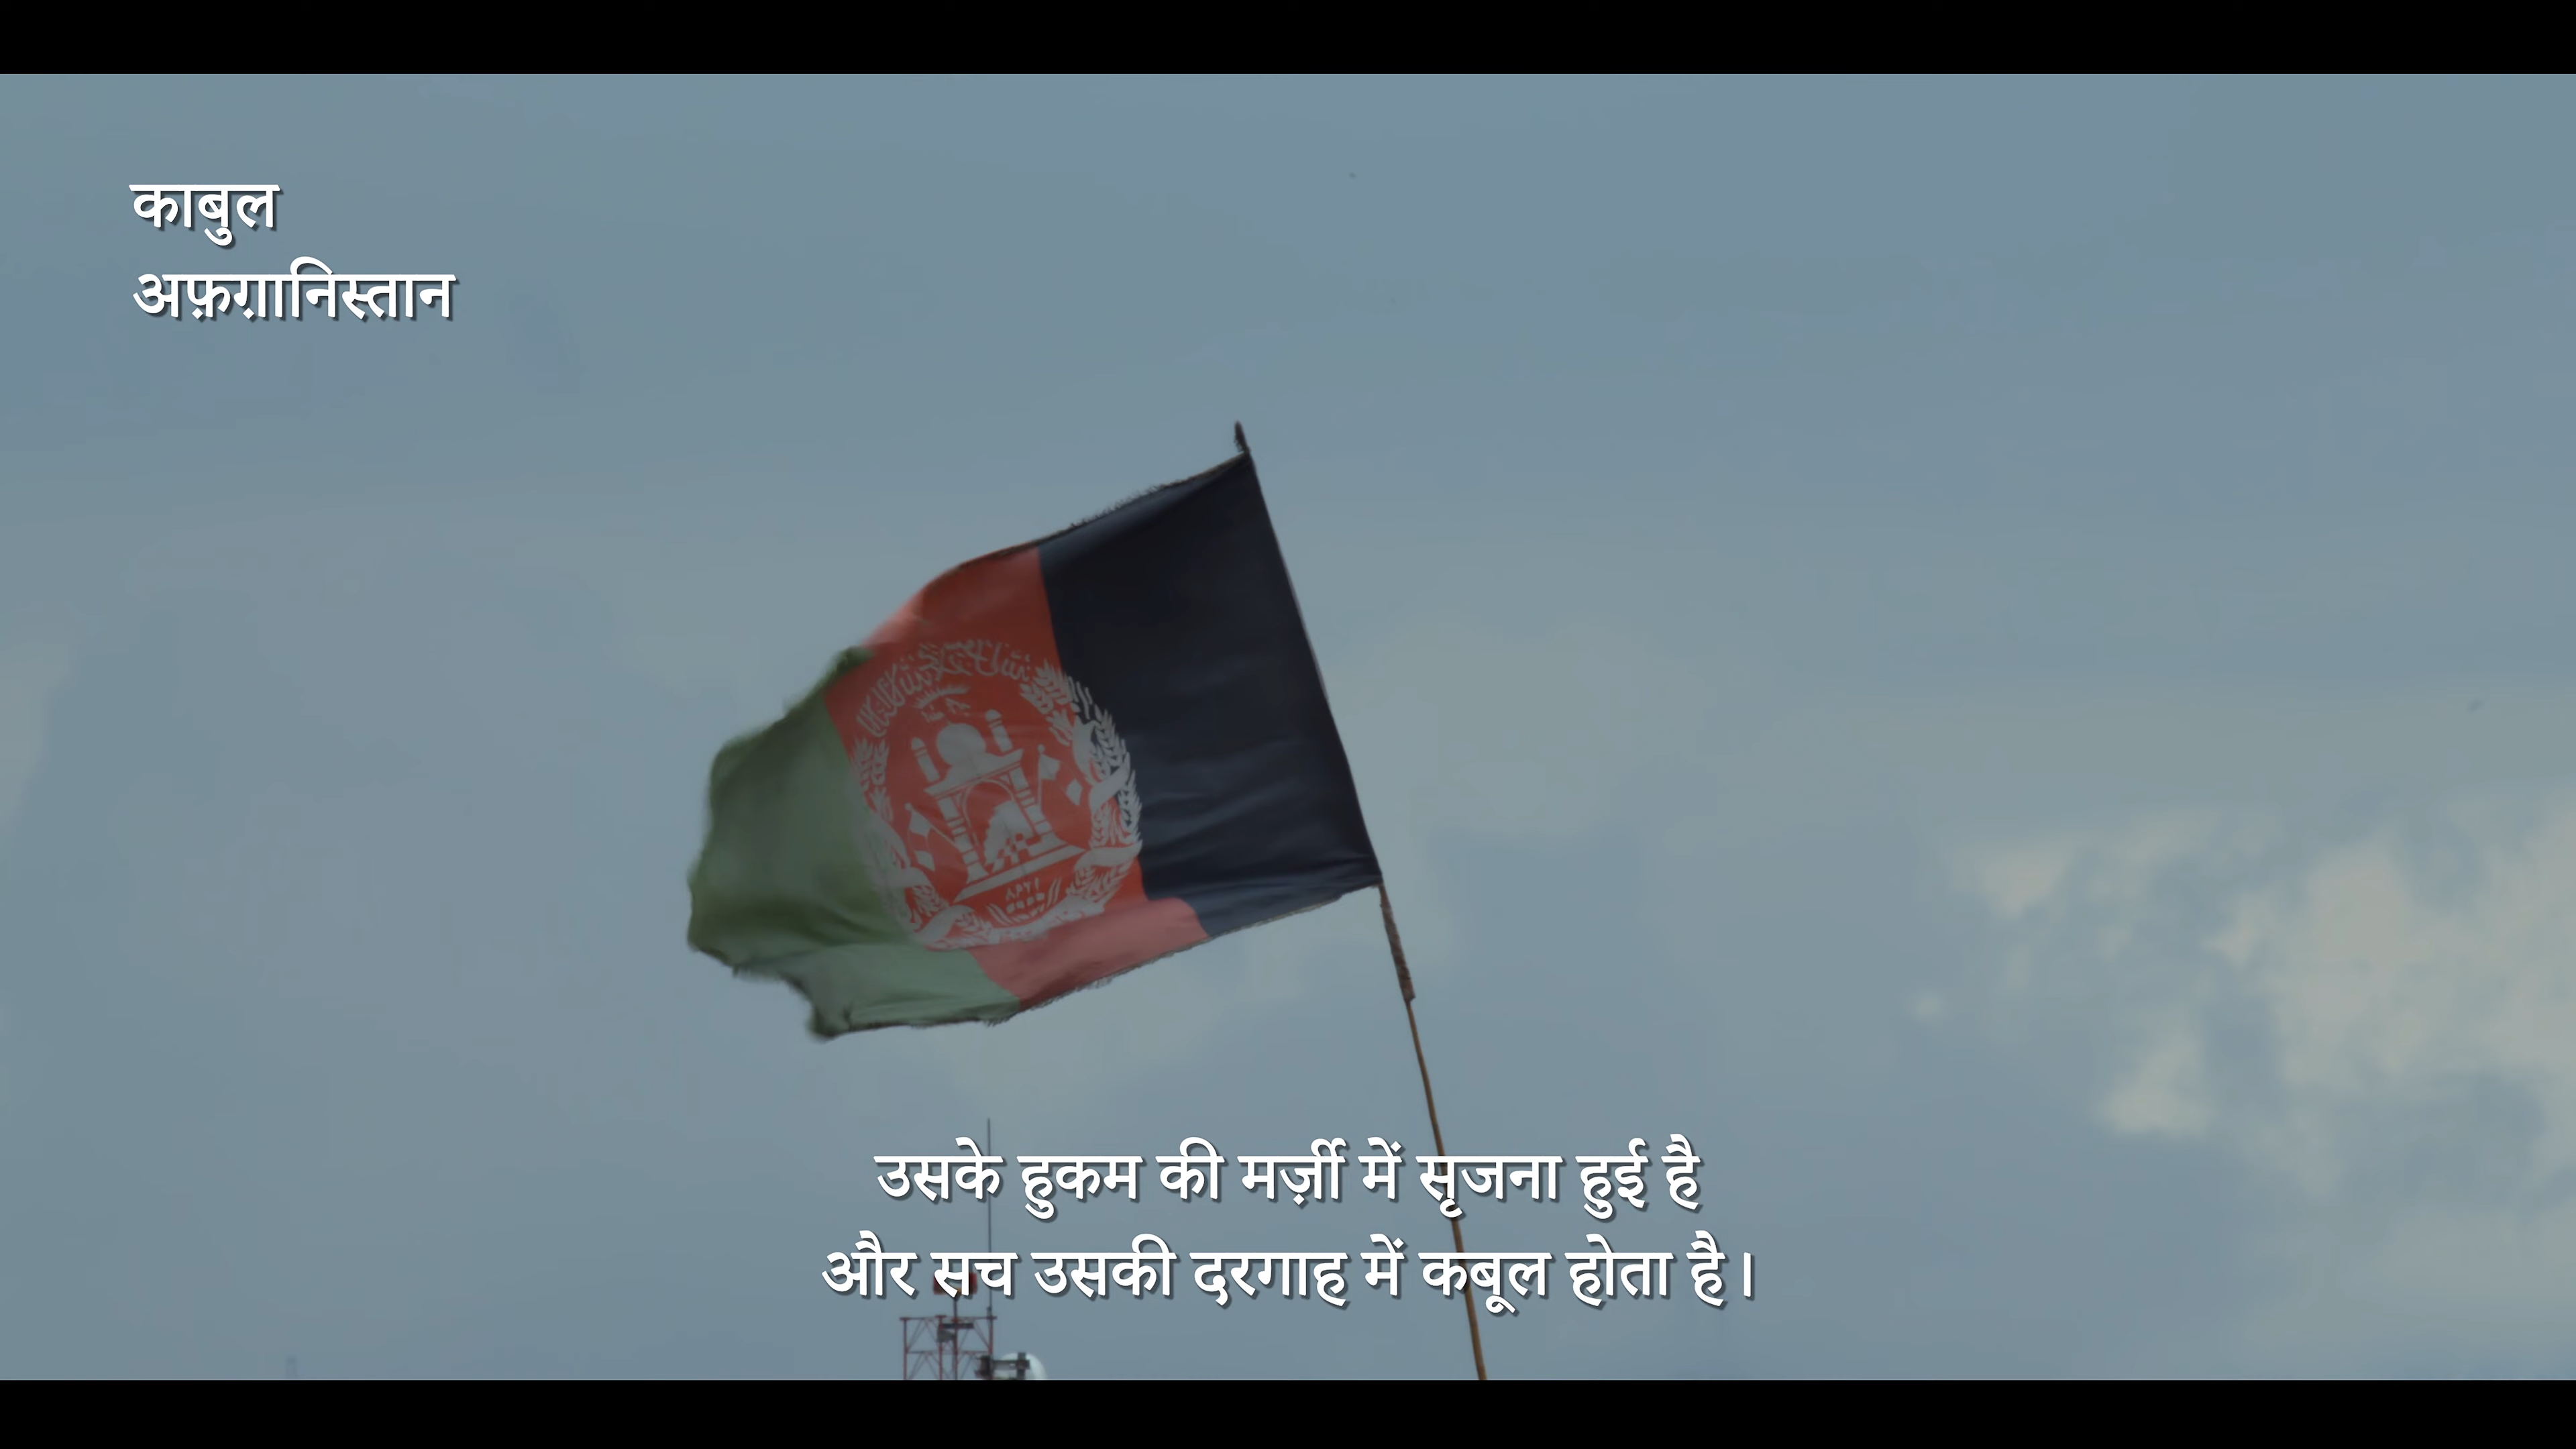 काबुल
अफ़ग़ानिस्तान
उसके हुकम की मर्ज़ी में सृजना हुई है
और सच उसकी दरगाह में कबूल होता है।